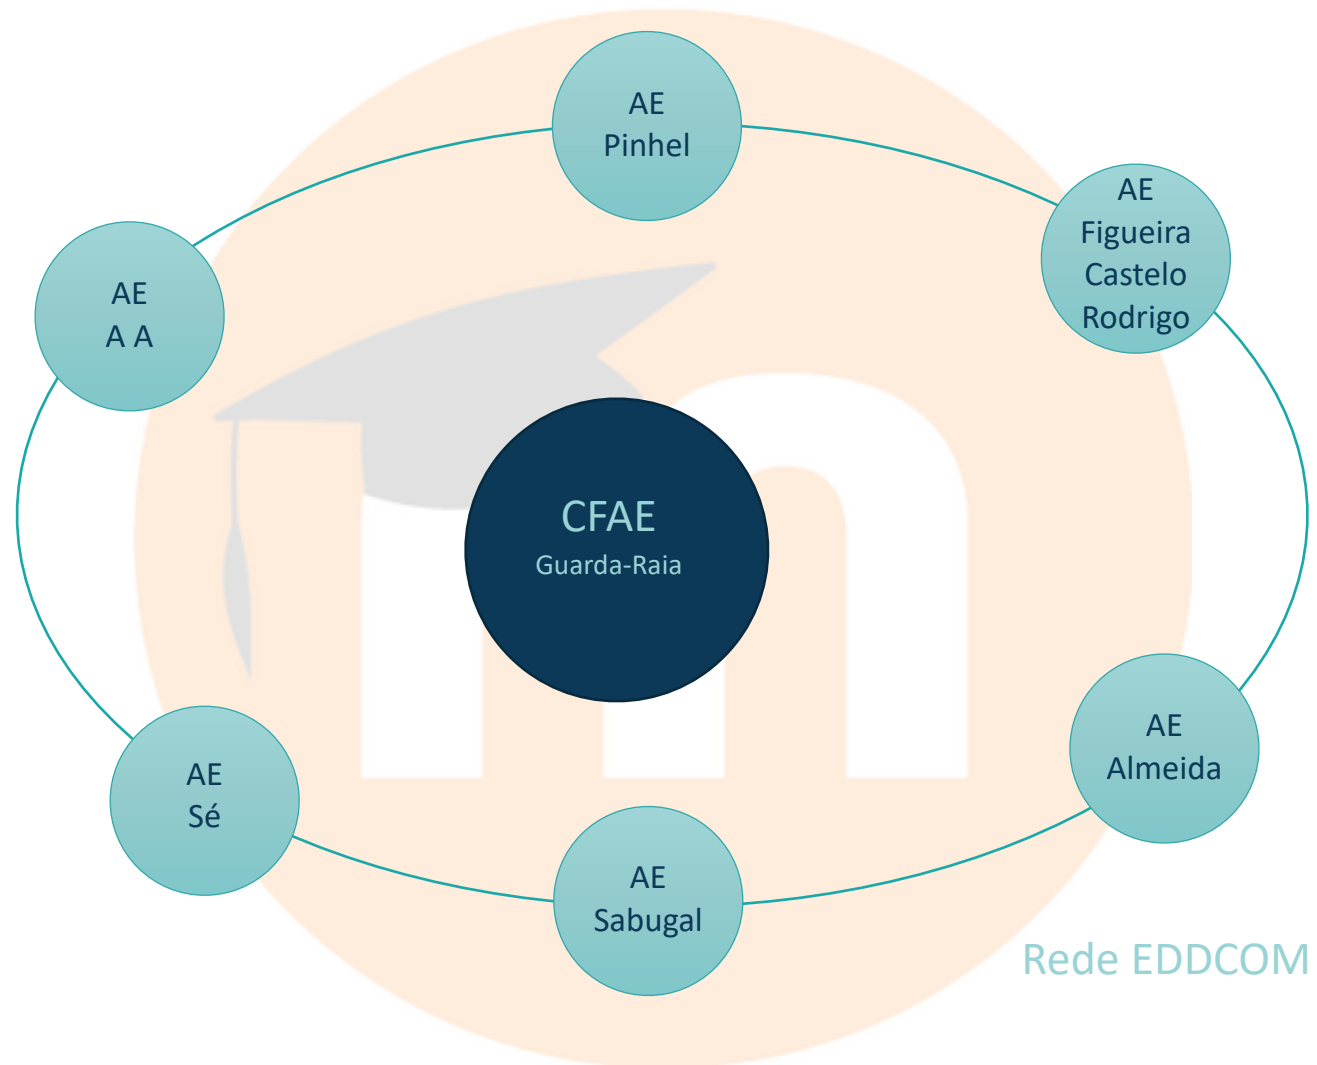 AE
Pinhel
AE
Figueira
Castelo
Rodrigo
AE
A A
CFAE
Guarda-Raia
AE
Almeida
AE
Sé
AE
Sabugal
Rede EDDCOM